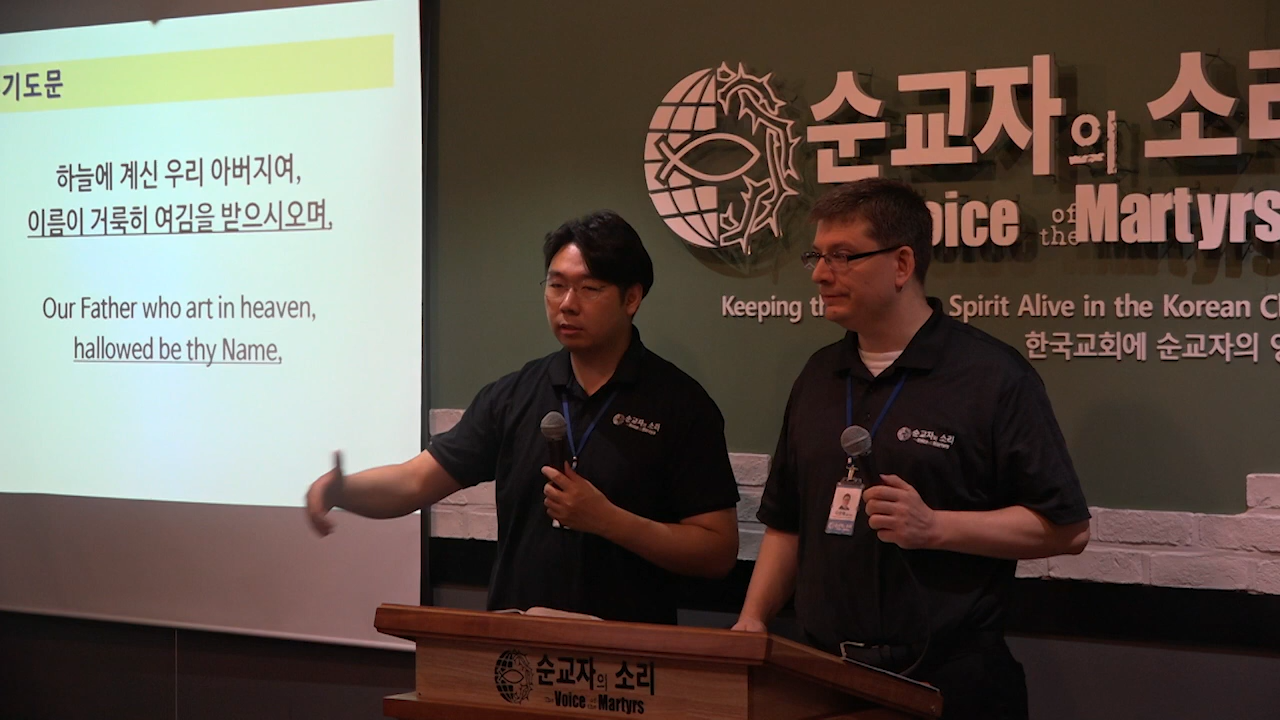 기도문
하늘에 계신 우리 아버지여,
이름이 거룩히 여김을 받으시오며,
Our Father who art in heaven,
hallowed be thy Name,
순교자의 소리
Voice of the Martyrs
Keeping Spirit Alive in the Korean
한국교회에 순교자의
순교자의 소리
순교자의 소리
순교자의 소리
Voice of the Martyrs